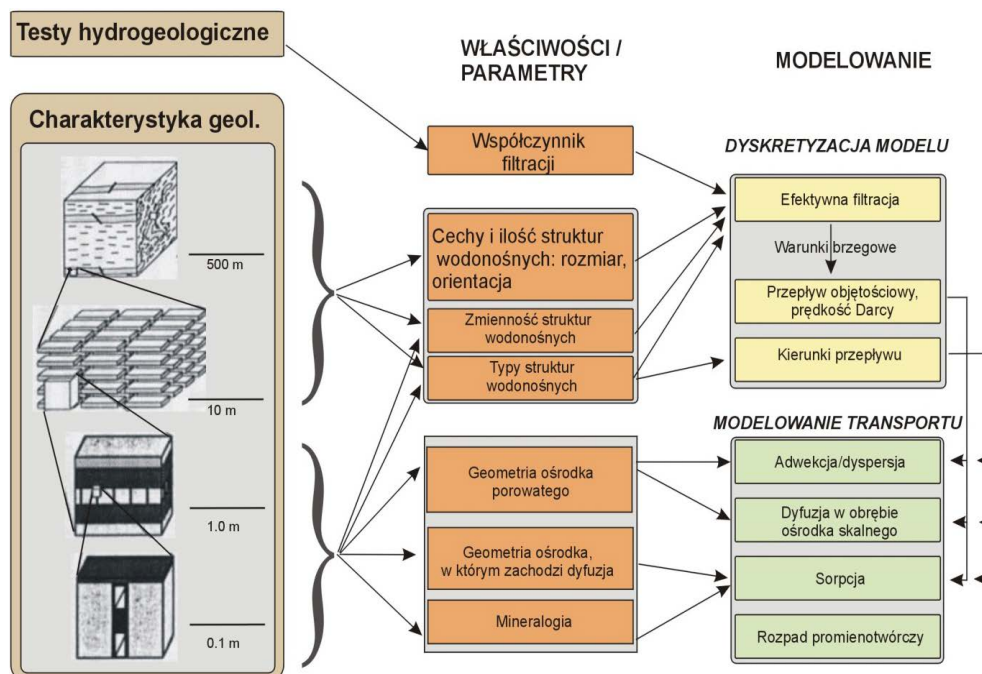 Testy hydrogeologiczne
Charakterystyka geol.
500 m
10 m
1.0 m
0.1 m
WŁAŚCIWOŚCI /
PARAMETRY
Współczynnik
filtracji
Cechy i ilość struktur
wodonośnych: rozmiar,
orientacja
Zmienność struktur
wodonośnych
Typy struktur
wodonośnych
Geometria ośrodka
porowatego
Geometria ośrodka,
w którym zachodzi dyfuzja
Mineralogia
MODELOWANIE
DYSKRETYZACJA MODELU
Efektywna filtracja
Warunki brzegowe
Przepływ objętościowy,
prędkość Darcy
Kierunki przepływu
MODELOWANIE TRANSPORTU
Adwekcja/dyspersja
Dyfuzja w obrębie
ośrodka skalnego
Sorpcja
Rozpad promienotwórczy